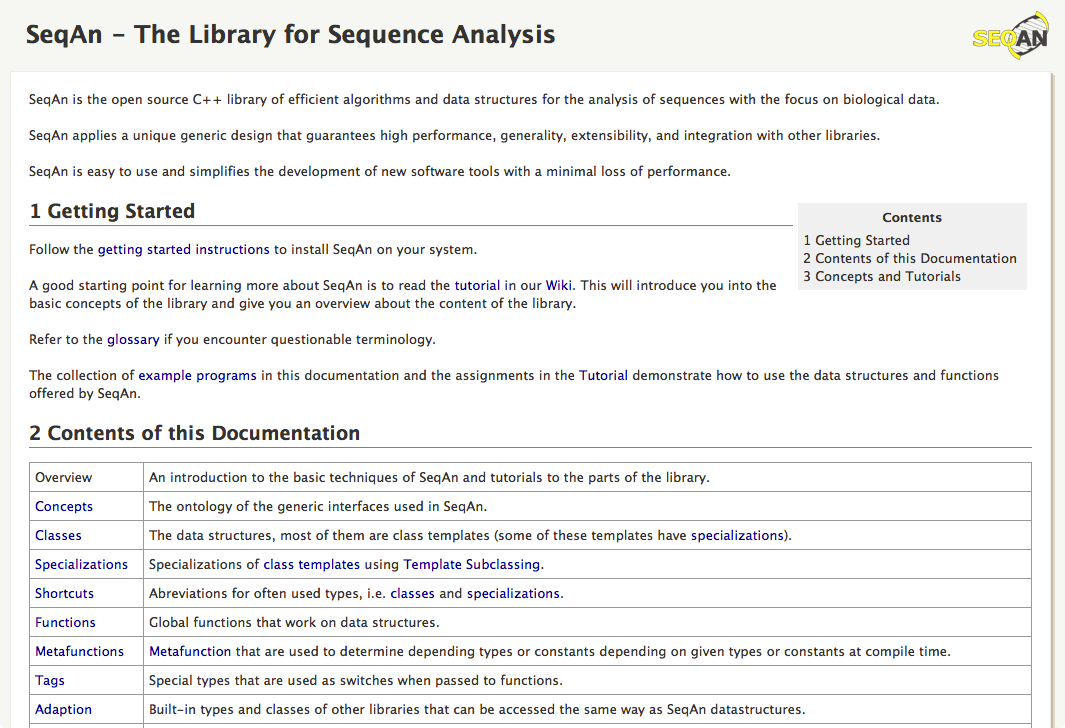 SeqAn - The Library for Sequence Analysis
SEQAN
SeqAn is the open source C++ library of efficient algorithms and data structures for the analysis of sequences with the focus on biological data.
SeqAn applies a unique generic design that guarantees high performance, generality, extensibility, and integration with other libraries.
SeqAn is easy to use and simplifies the development of new software tools with a minimal loss of performance.
1 Getting Started
Follow the getting started instructions to install SeqAn on your system.
A good starting point for learning more about SeqAn is to read the tutorial in our Wiki. This will introduce you into the
basic concepts of the library and give you an overview about the content of the library.
Refer to the glossary if you encounter questionable terminology.
Contents
1 Getting Started
2 Contents of this Documentation
3 Concepts and Tutorials
The collection of example programs in this documentation and the assignments in the Tutorial demonstrate how to use the data structures and functions
offered by SeqAn.
2 Contents of this Documentation
Overview An introduction to the basic techniques of SeqAn and tutorials to the parts of the library.
Concepts The ontology of the generic interfaces used in SeqAn.
Classes The data structures, most of them are class templates (some of these templates have specializations).
Specializations Specializations of class templates using Template Subclassing.
Shortcuts Abreviations for often used types, i.e. classes and specializations.
Functions Global functions that work on data structures.
Metafunctions Metafunction that are used to determine depending types or constants depending on given types or constants at compile time.
Tags Special types that are used as switches when passed to functions.
Adaption Built-in types and classes of other libraries that can be accessed the same way as SeqAn datastructures.